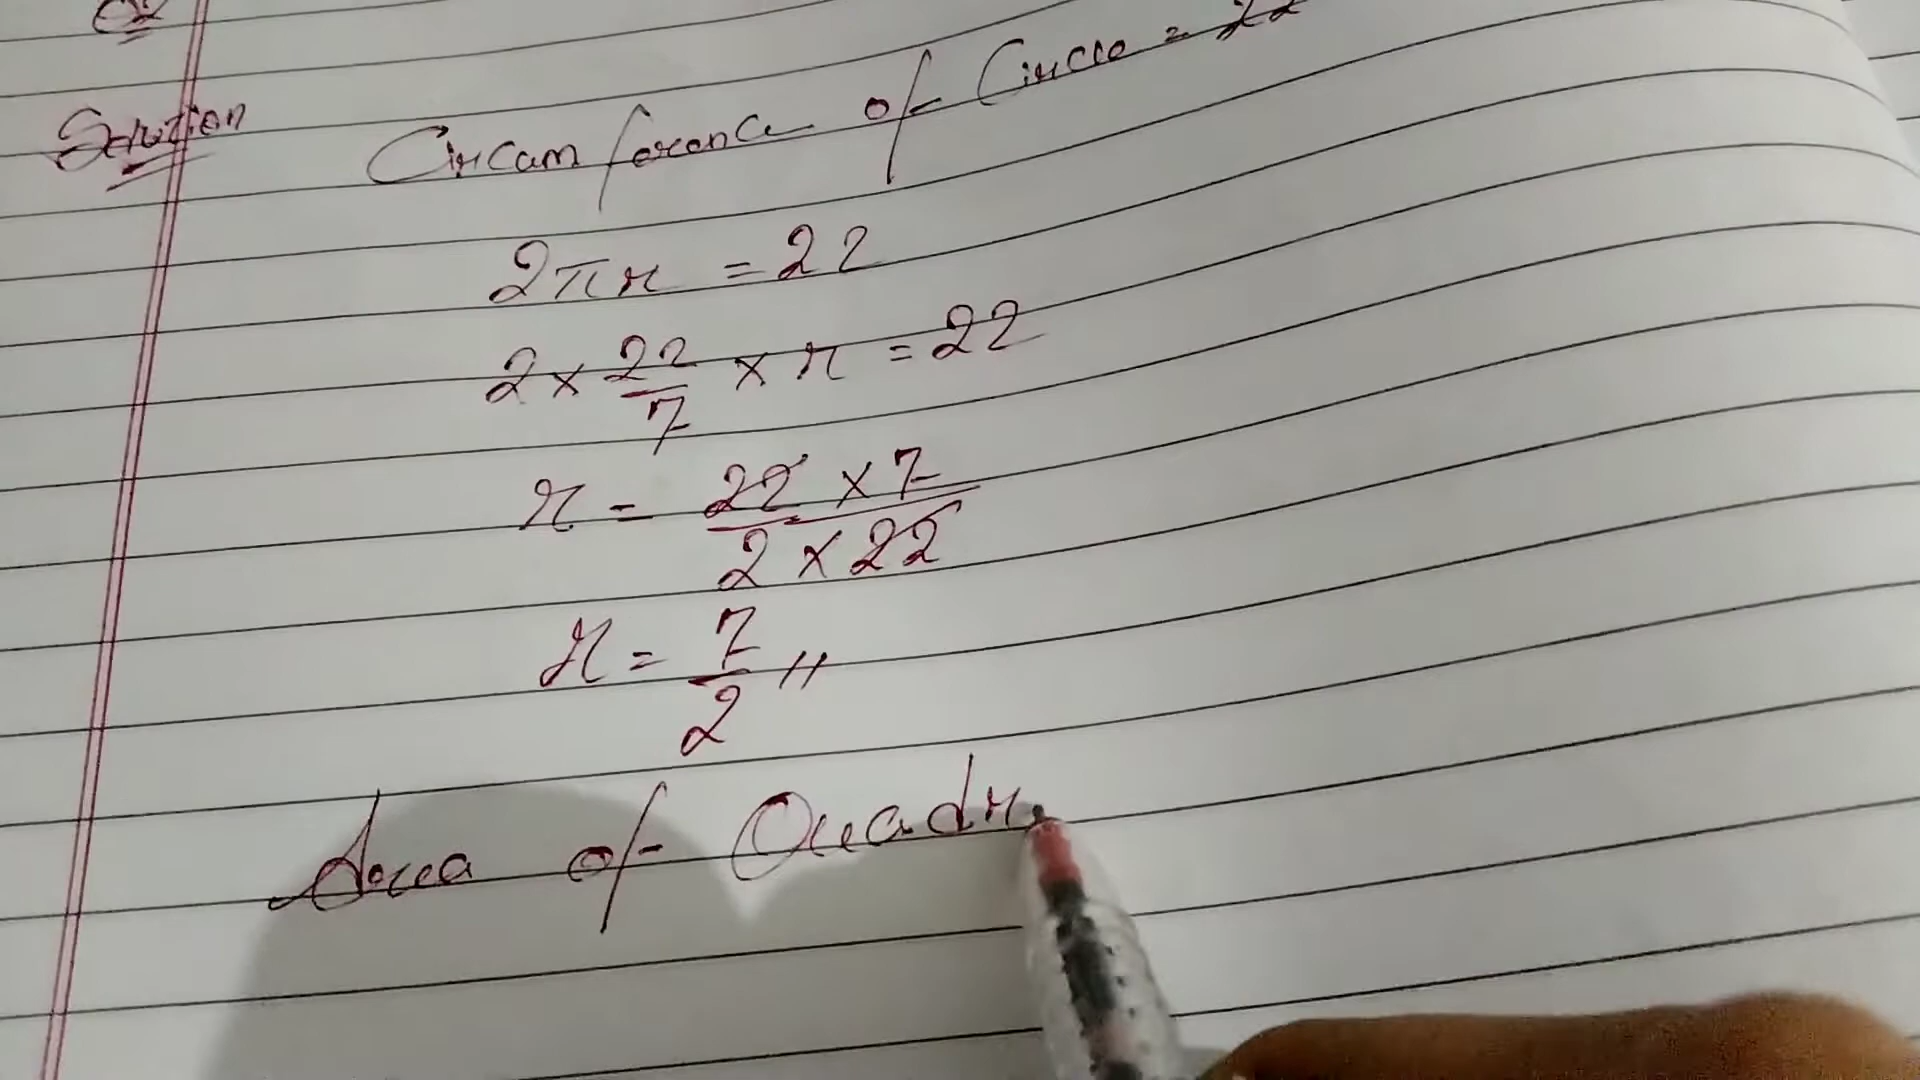 Q2
Solution
Circumference of Circle = 22
2πr = 22
2 × 22/7 × r = 22
r = 22 × 7 / 2 × 22
r = 7/2 //
Area of Quadr